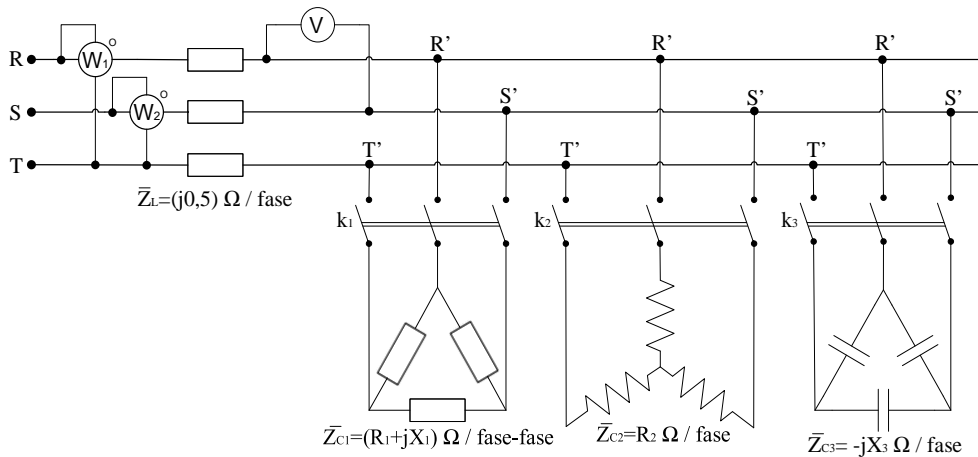 V
R W₁ o R' R' R'
S W₂ o S' S' S'
T T' T' T'
Z̅L=(j0,5) Ω / fase
k₁ k₂ k₃
Z̅C1=(R₁+jX₁) Ω / fase-fase Z̅C2=R₂ Ω / fase Z̅C3= -jX₃ Ω / fase